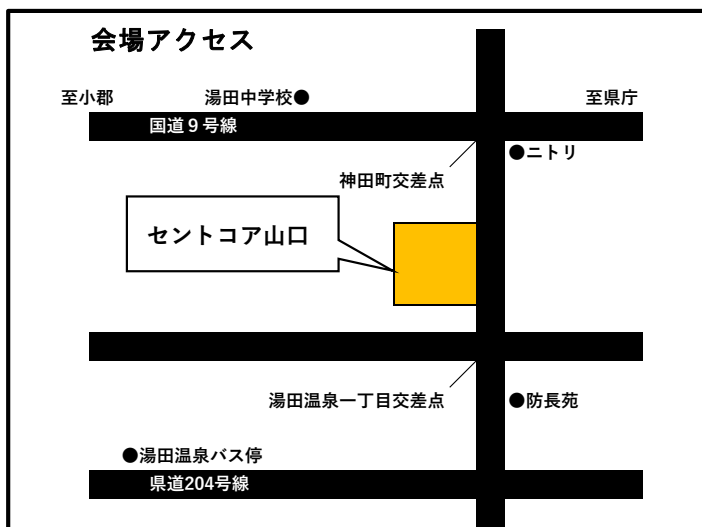 会場アクセス
至小郡
湯田中学校●
至県庁
国道９号線
●ニトリ
神田町交差点
セントコア山口
湯田温泉一丁目交差点
●防長苑
●湯田温泉バス停
県道204号線